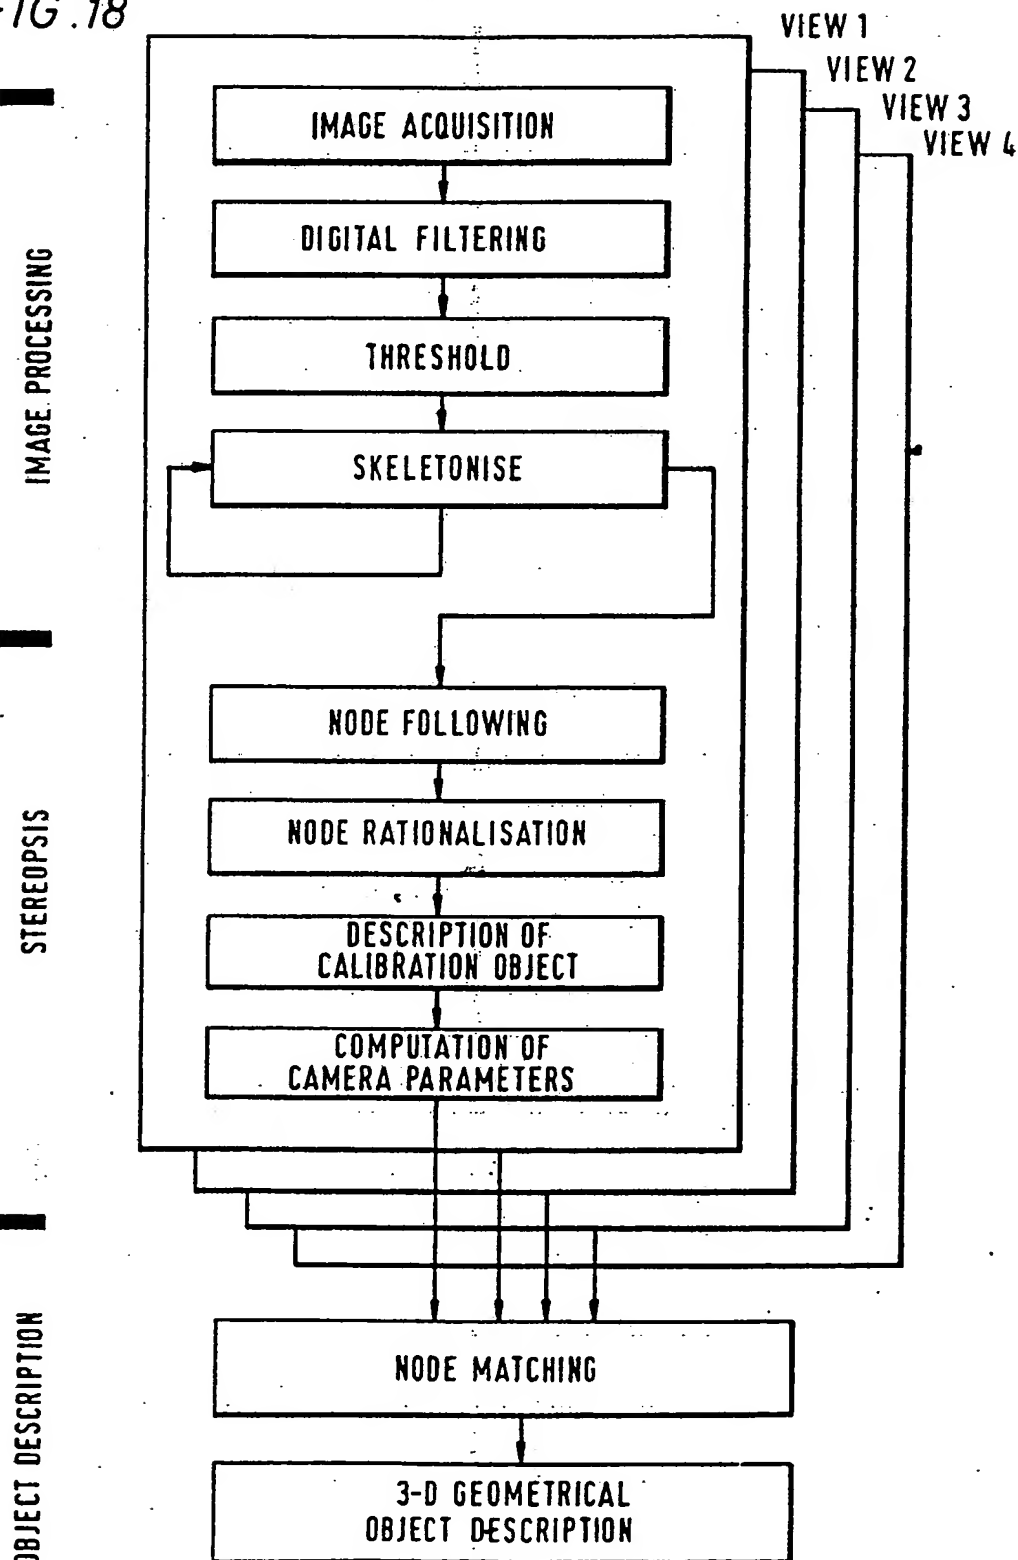 FIG.18
VIEW 1
VIEW 2
VIEW 3
VIEW 4
IMAGE PROCESSING
IMAGE ACQUISITION
DIGITAL FILTERING
THRESHOLD
SKELETONISE
STEREOPSIS
NODE FOLLOWING
NODE RATIONALISATION
DESCRIPTION OF
CALIBRATION OBJECT
COMPUTATION OF
CAMERA PARAMETERS
OBJECT DESCRIPTION
NODE MATCHING
3-D GEOMETRICAL
OBJECT DESCRIPTION